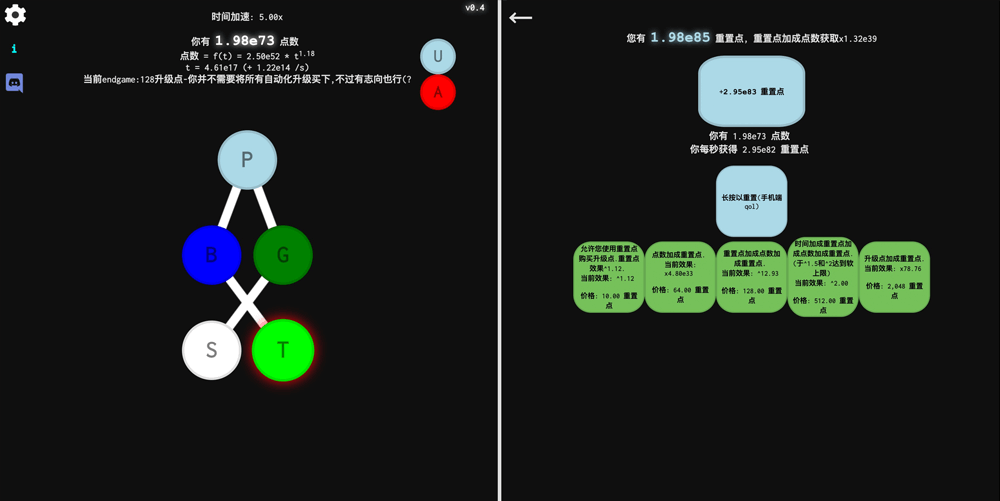 v0.4
时间加速: 5.00x
i
你有 1.98e73 点数
点数 = f(t) = 2.50e52 * t^1.18
t = 4.61e17 (+ 1.22e14 /s)
当前endgame:128升级点-你并不需要将所有自动化升级买下,不过有志向也行(?
U
A
P
B
G
S
T
您有 1.98e85 重置点, 重置点加成点数获取x1.32e39
+2.95e83 重置点
你有 1.98e73 点数
你每秒获得 2.95e82 重置点
长按以重置(手机端
qol)
允许您使用重置点
购买升级点.重置点
效果^1.12.
当前效果: ^1.12
价格: 10.00 重置
点
点数加成重置点.
当前效果:
x4.80e33
价格: 64.00 重置
点
重置点加成点数加
成重置点.
当前效果: ^12.93
价格: 128.00 重置
点
时间加成重置点加
成点数加成重置点.
(于^1.5和^2达到软
上限)
当前效果: ^2.00
价格: 512.00 重置
点
升级点加成重置点.
当前效果: x78.76
价格: 2,048 重置
点